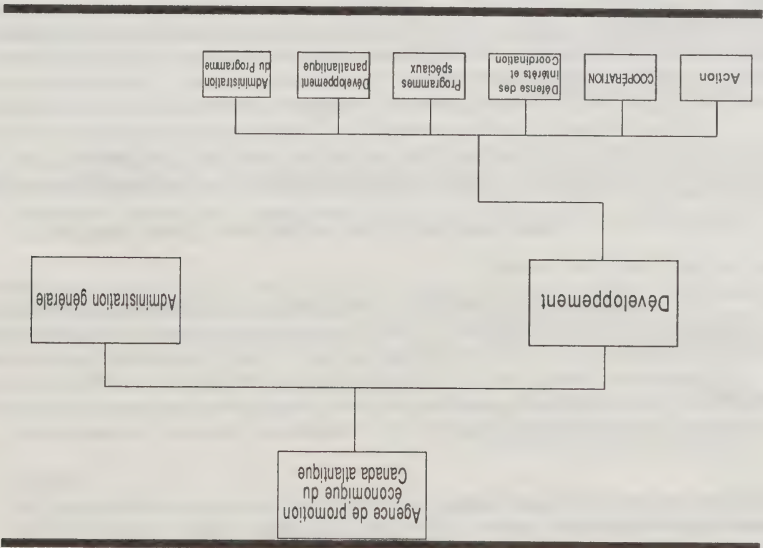 Agence de promotion
économique du
Canada atlantique
Développement
Administration générale
Action
COOPÉRATION
Défense des
intérêts et
Coordination
Programmes
spéciaux
Développement
panatlantique
Administration
du Programme